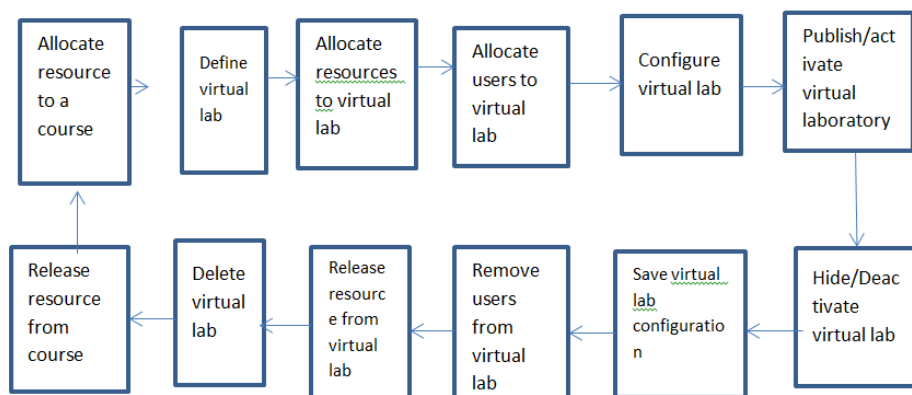 Allocate
resource
to a
course
Define
virtual
lab
Allocate
resources
to virtual
lab
Allocate
users to
virtual
lab
Configure
virtual lab
Publish/act
ivate
virtual
laboratory
Release
resource
from
course
Delete
virtual
lab
Release
resourc
e from
virtual
lab
Remove
users
from
virtual
lab
Save virtual
lab
configuratio
n
Hide/Deac
tivate
virtual lab